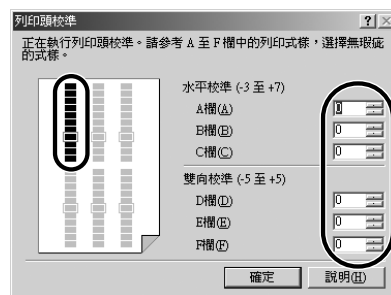 列印頭校準
正在執行列印頭校準。請參考 A 至 F 欄中的列印式樣，選擇無瑕疵
的式樣。
水平校準 (-3 至 +7)
A欄(A) 0
B欄(B) 0
C欄(C) 0
雙向校準 (-5 至 +5)
D欄(D) 0
E欄(E) 0
F欄(F) 0
確定 說明(H)